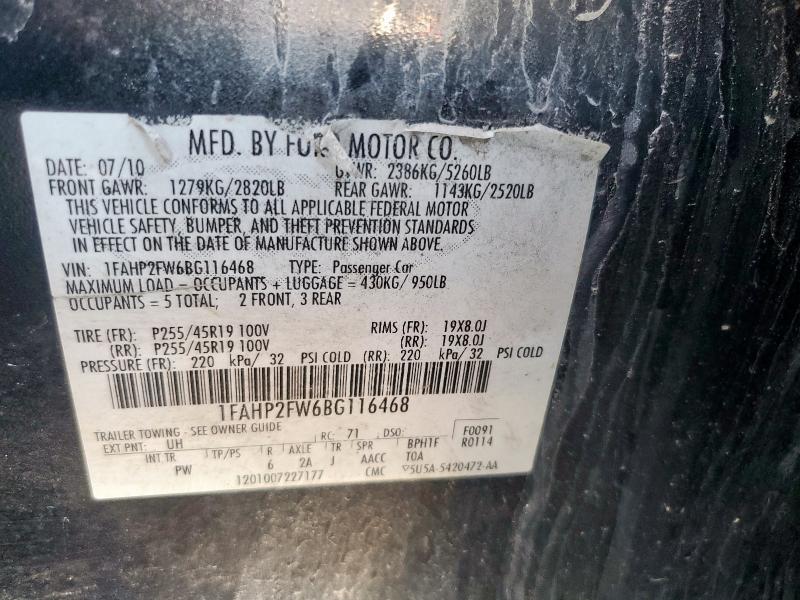 MFD. BY FORD MOTOR CO.
DATE: 07/10 GVWR: 2386KG/5260LB
FRONT GAWR: 1279KG/2820LB REAR GAWR: 1143KG/2520LB
THIS VEHICLE CONFORMS TO ALL APPLICABLE FEDERAL MOTOR
VEHICLE SAFETY, BUMPER, AND THEFT PREVENTION STANDARDS
IN EFFECT ON THE DATE OF MANUFACTURE SHOWN ABOVE.
VIN: 1FAHP2FW6BG116468 TYPE: Passenger Car
MAXIMUM LOAD = OCCUPANTS + LUGGAGE = 430KG/ 950LB
OCCUPANTS = 5 TOTAL; 2 FRONT, 3 REAR
TIRE (FR): P255/45R19 100V RIMS (FR): 19X8.0J
(RR): P255/45R19 100V (RR): 19X8.0J
PRESSURE (FR): 220 kPa/ 32 PSI COLD (RR): 220 kPa/ 32 PSI COLD
1FAHP2FW6BG116468
TRAILER TOWING - SEE OWNER GUIDE
EXT PNT: UH RC: 71 DSO: F0091
INT TR TP/PS R AXLE TR SPR BPH1F R0114
PW 6 2A J AACC TOA
1201007227177 CMC 5U5A-5420472-AA